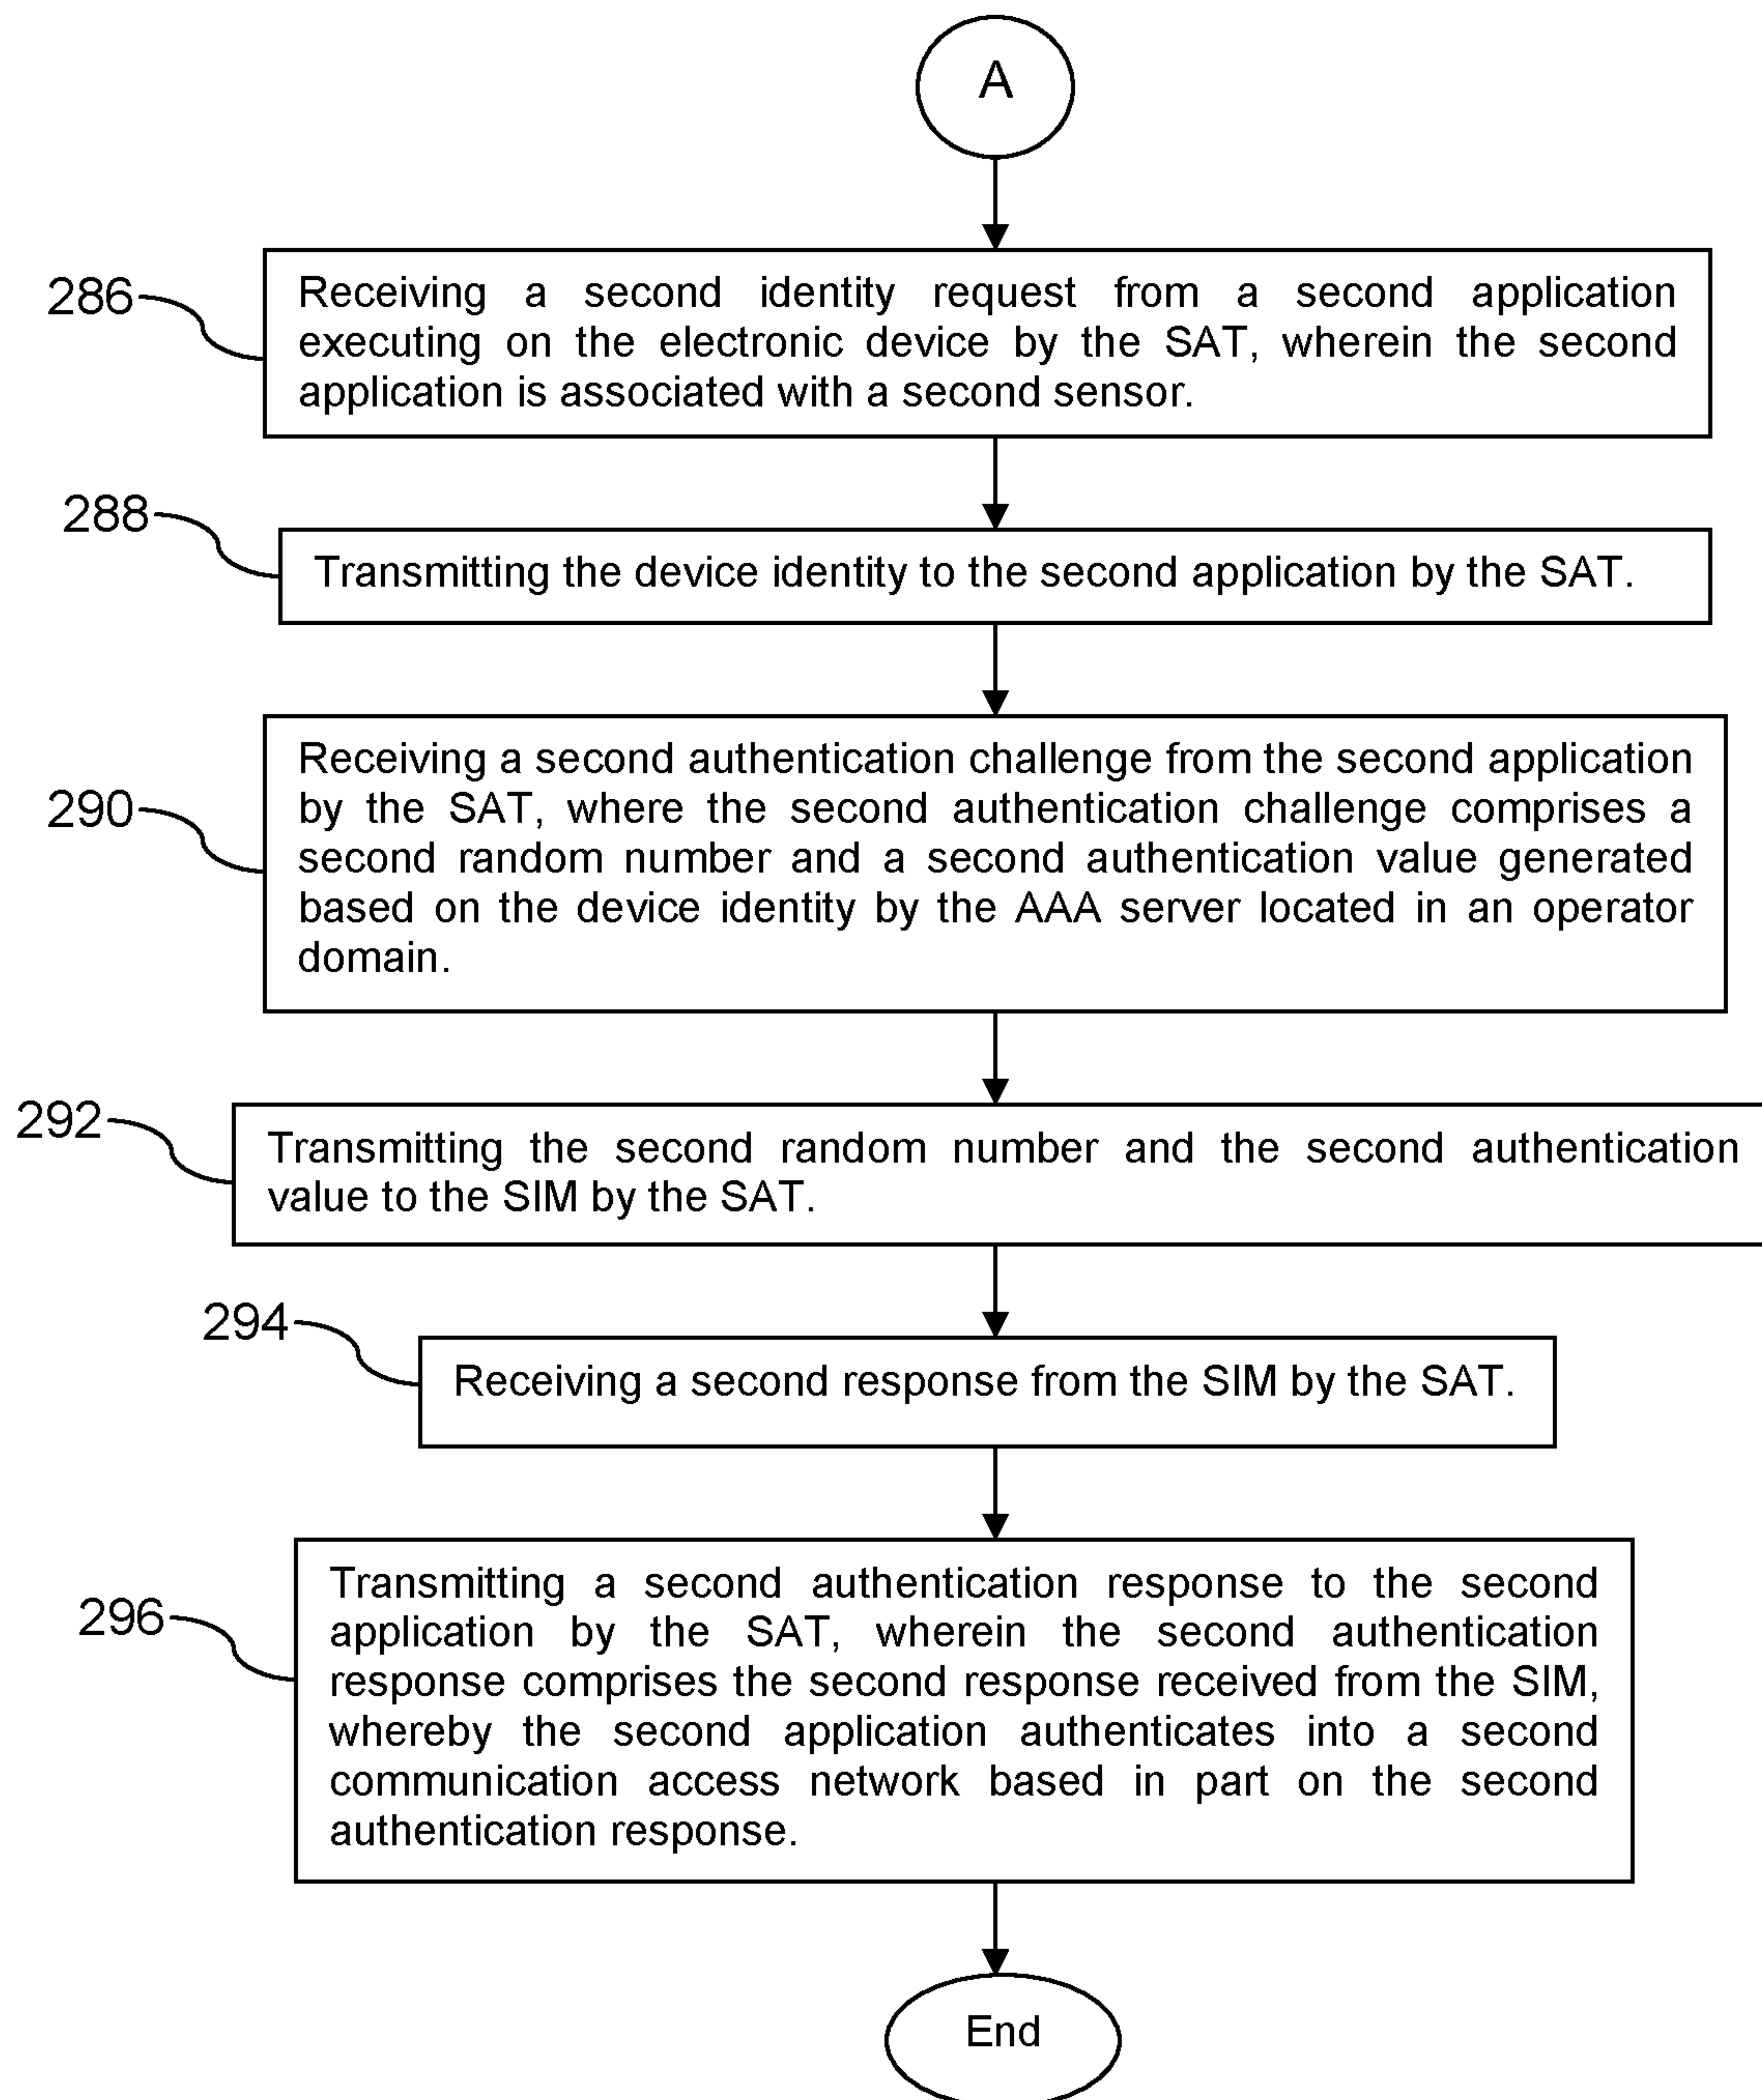 A
286
Receiving a second identity request from a second application
executing on the electronic device by the SAT, wherein the second
application is associated with a second sensor.
288
Transmitting the device identity to the second application by the SAT.
290
Receiving a second authentication challenge from the second application
by the SAT, where the second authentication challenge comprises a
second random number and a second authentication value generated
based on the device identity by the AAA server located in an operator
domain.
292
Transmitting the second random number and the second authentication
value to the SIM by the SAT.
294
Receiving a second response from the SIM by the SAT.
296
Transmitting a second authentication response to the second
application by the SAT, wherein the second authentication
response comprises the second response received from the SIM,
whereby the second application authenticates into a second
communication access network based in part on the second
authentication response.
End